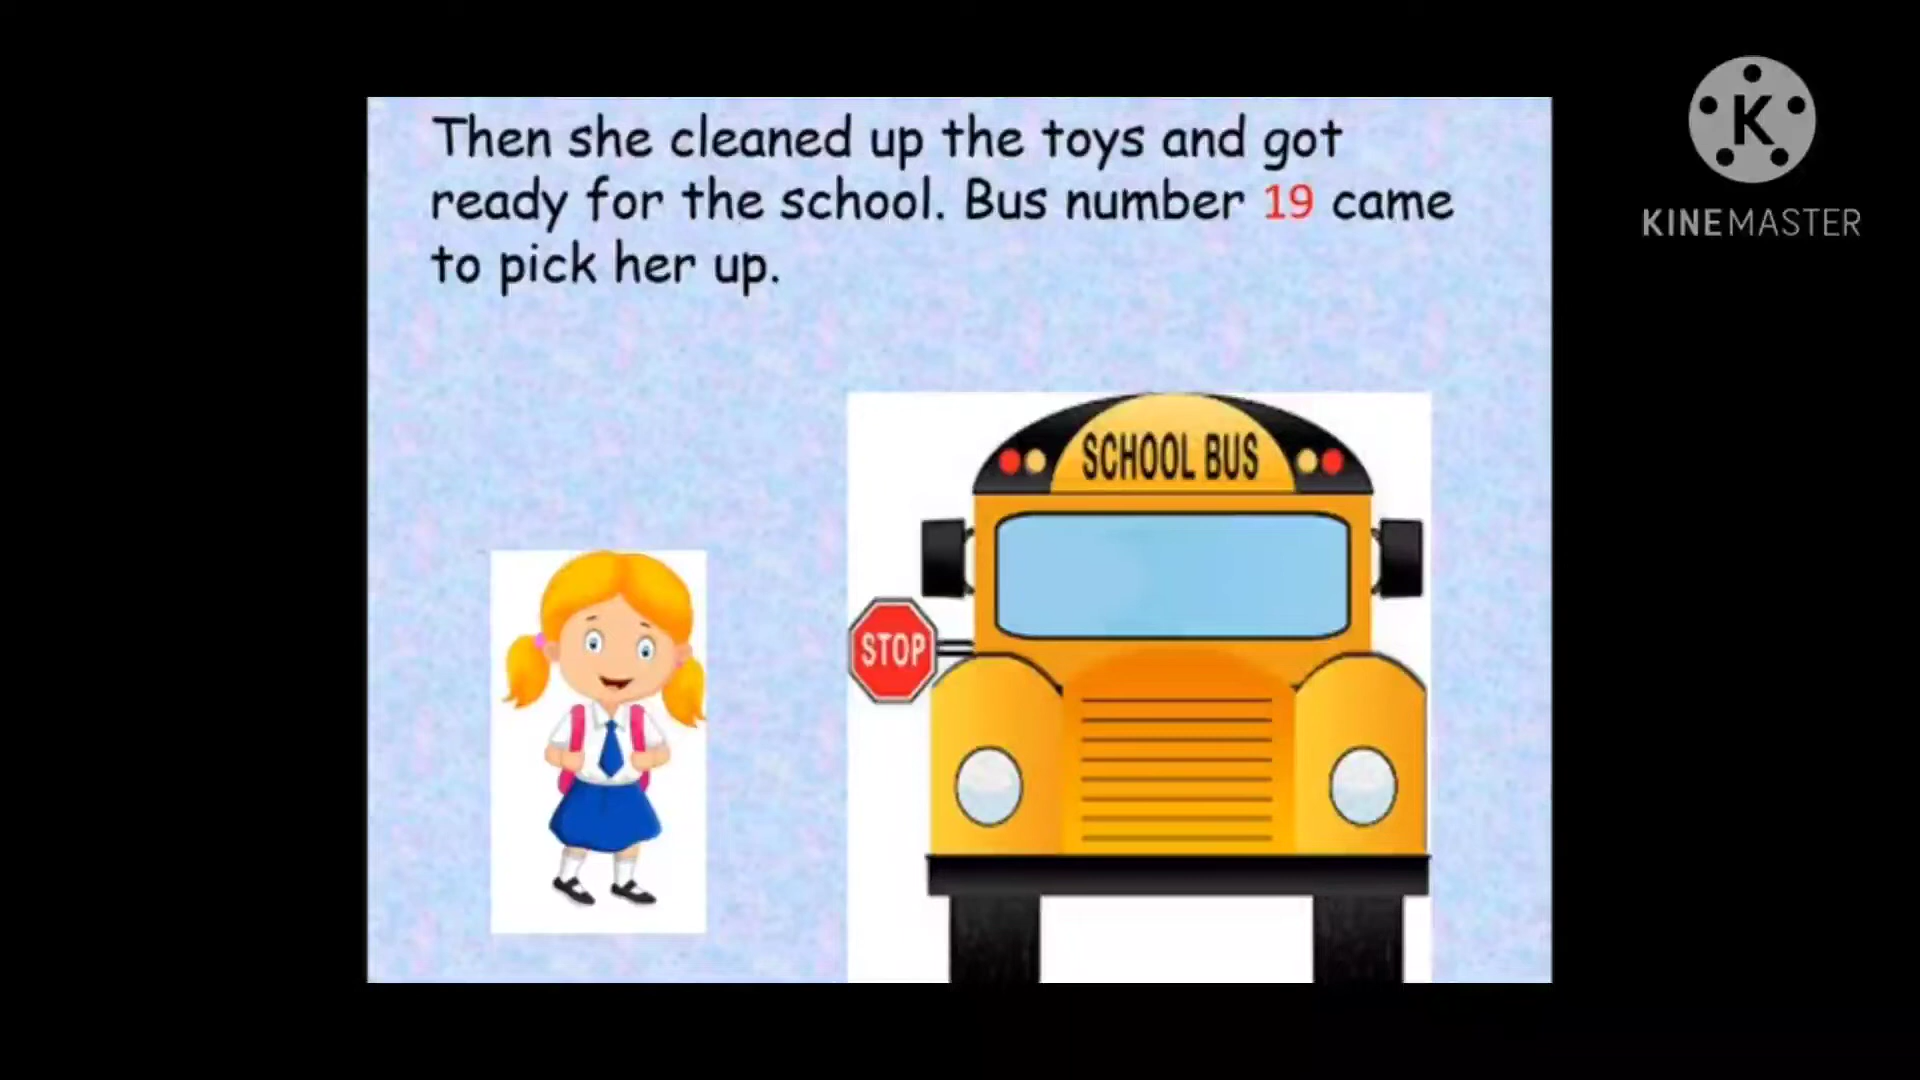 Then she cleaned up the toys and got
ready for the school. Bus number 19 came
to pick her up.
K
KINEMASTER
SCHOOL BUS
STOP